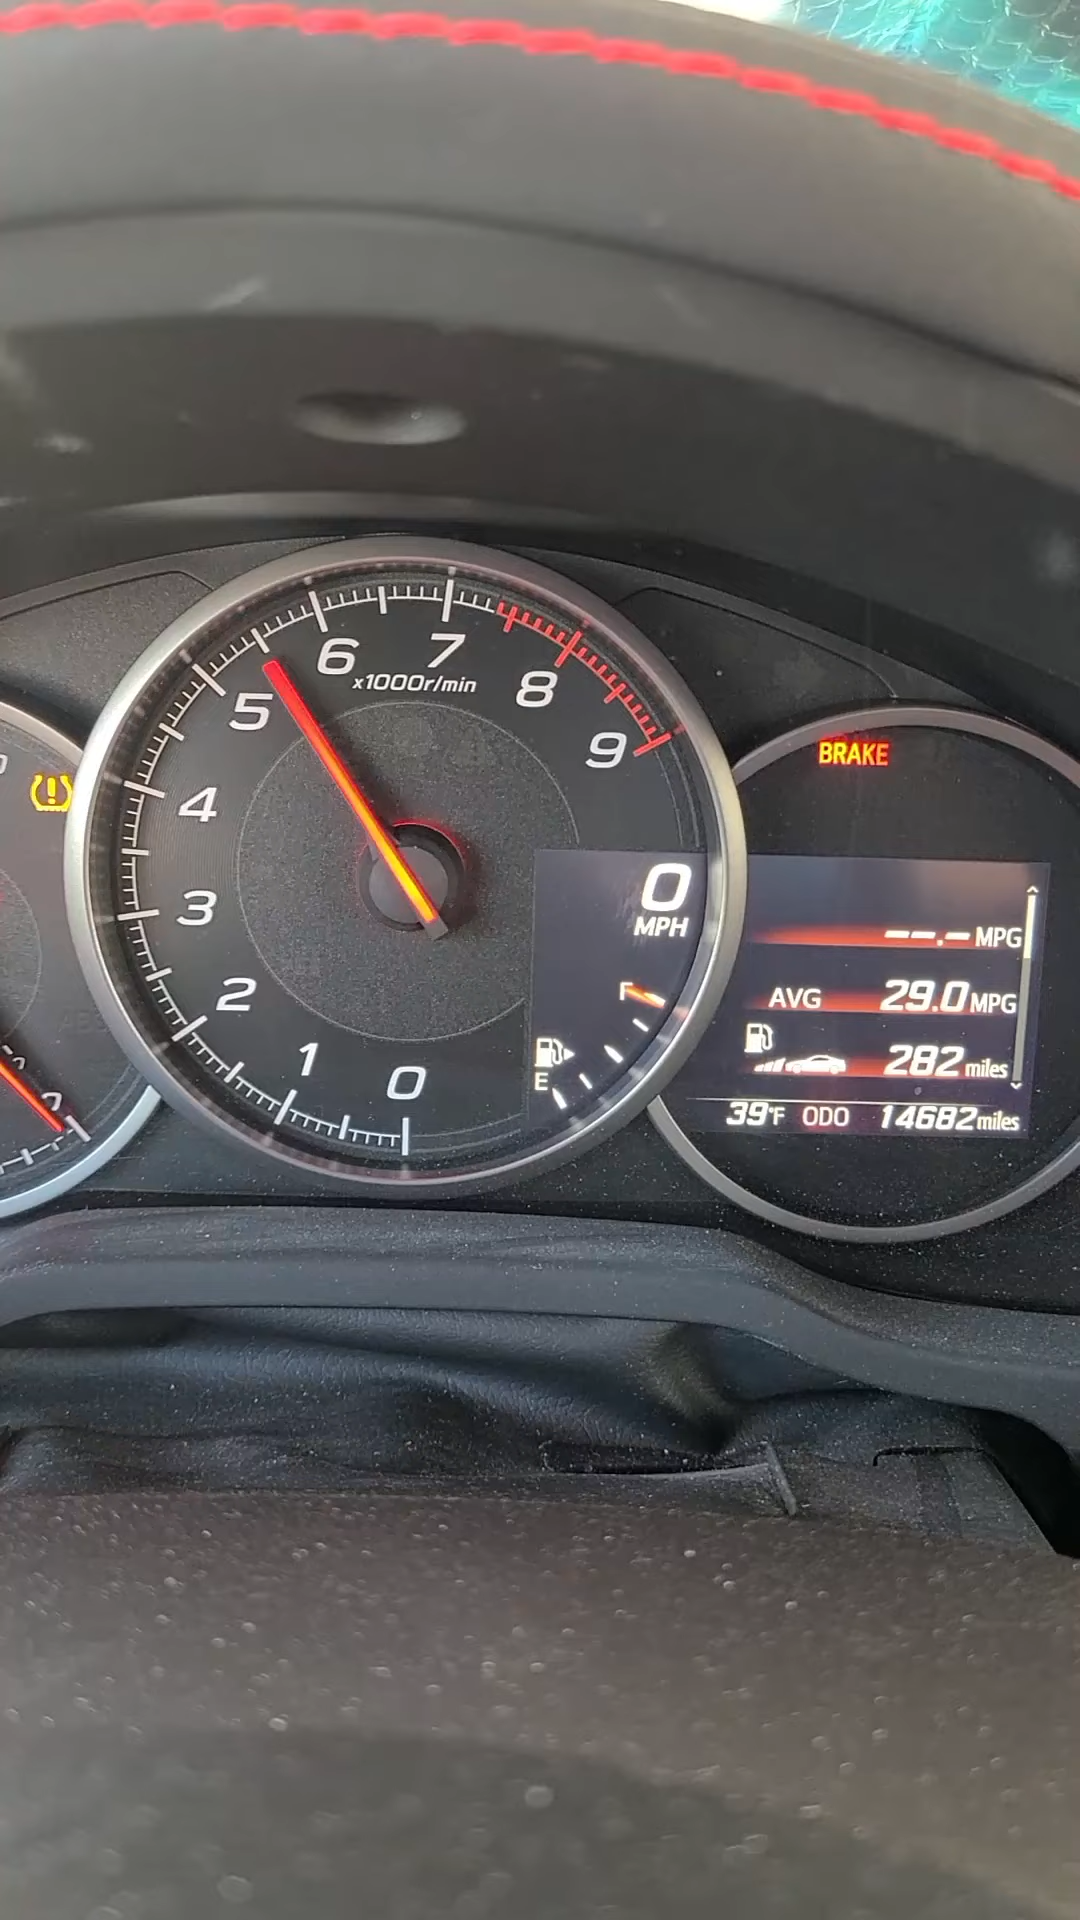 6 7
x1000r/min
5 8
9
BRAKE
4
0
MPH
3
--.- MPG
F
AVG 29.0 MPG
2
1 0
E
282 miles
39°F ODO 14682 miles